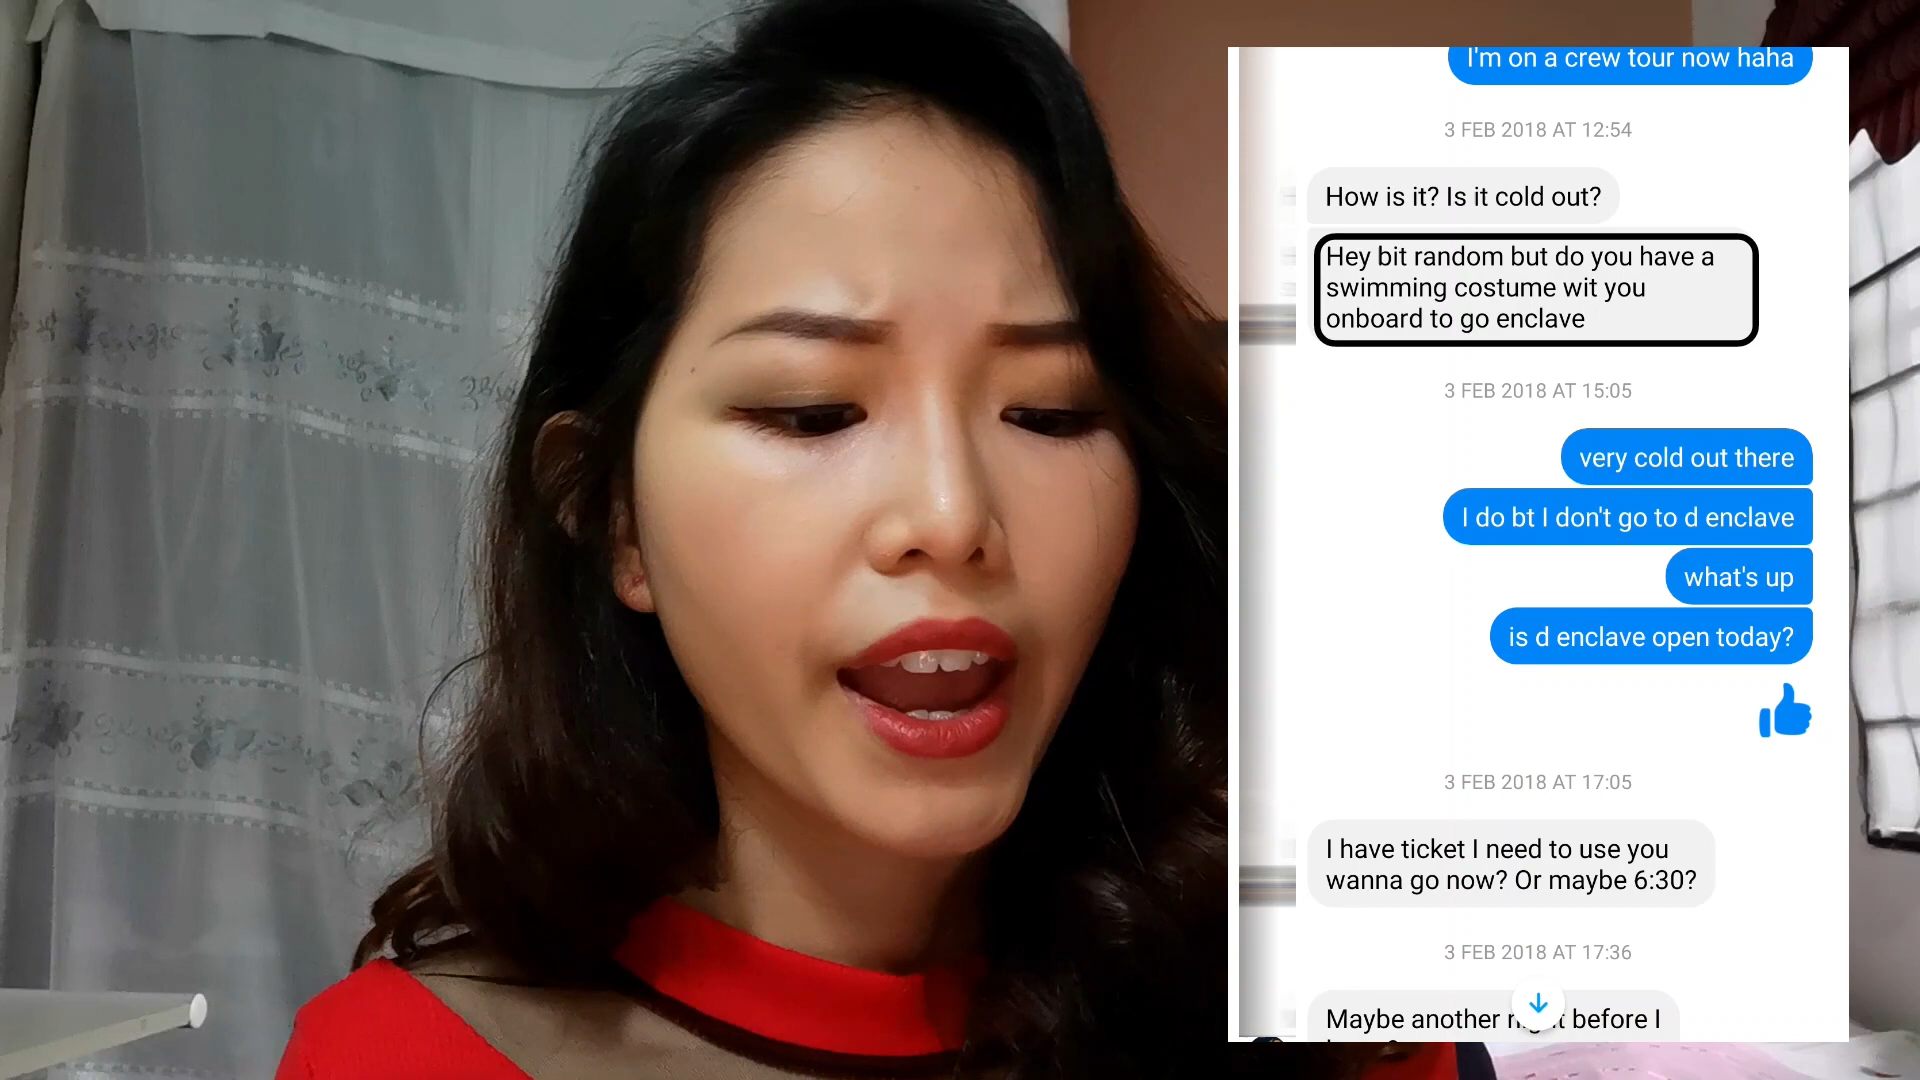 I'm on a crew tour now haha
3 FEB 2018 AT 12:54
How is it? Is it cold out?
Hey bit random but do you have a
swimming costume wit you
onboard to go enclave
3 FEB 2018 AT 15:05
very cold out there
I do bt I don't go to d enclave
what's up
is d enclave open today?
3 FEB 2018 AT 17:05
I have ticket I need to use you
wanna go now? Or maybe 6:30?
3 FEB 2018 AT 17:36
Maybe another night before I